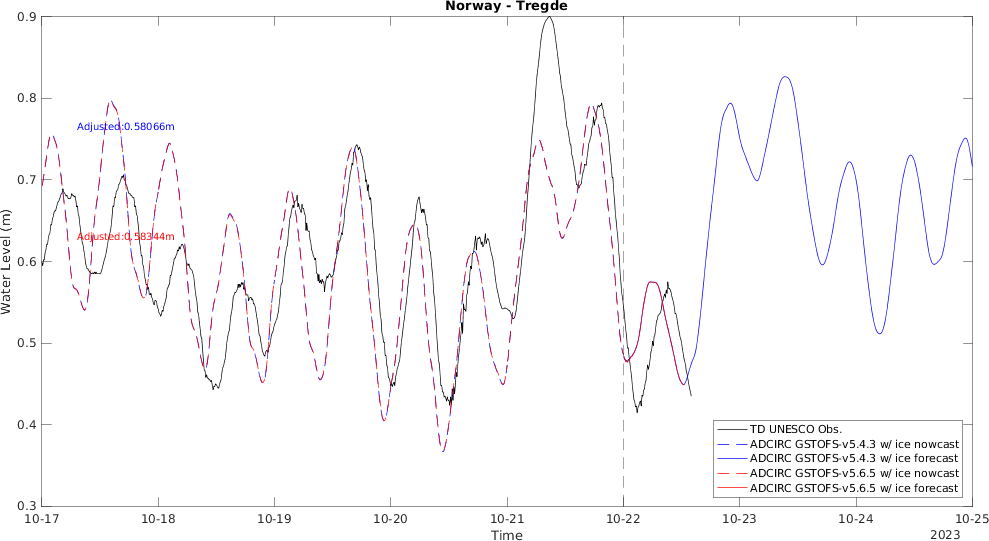 Norway - Tregde
0.9
0.8
0.7
0.6
0.5
0.4
0.3
Water Level (m)
Adjusted:0.58066m
Adjusted:0.58344m
TD UNESCO Obs.
ADCIRC GSTOFS-v5.4.3 w/ ice nowcast
ADCIRC GSTOFS-v5.4.3 w/ ice forecast
ADCIRC GSTOFS-v5.6.5 w/ ice nowcast
ADCIRC GSTOFS-v5.6.5 w/ ice forecast
10-17 10-18 10-19 10-20 10-21 10-22 10-23 10-24 10-25
Time
2023